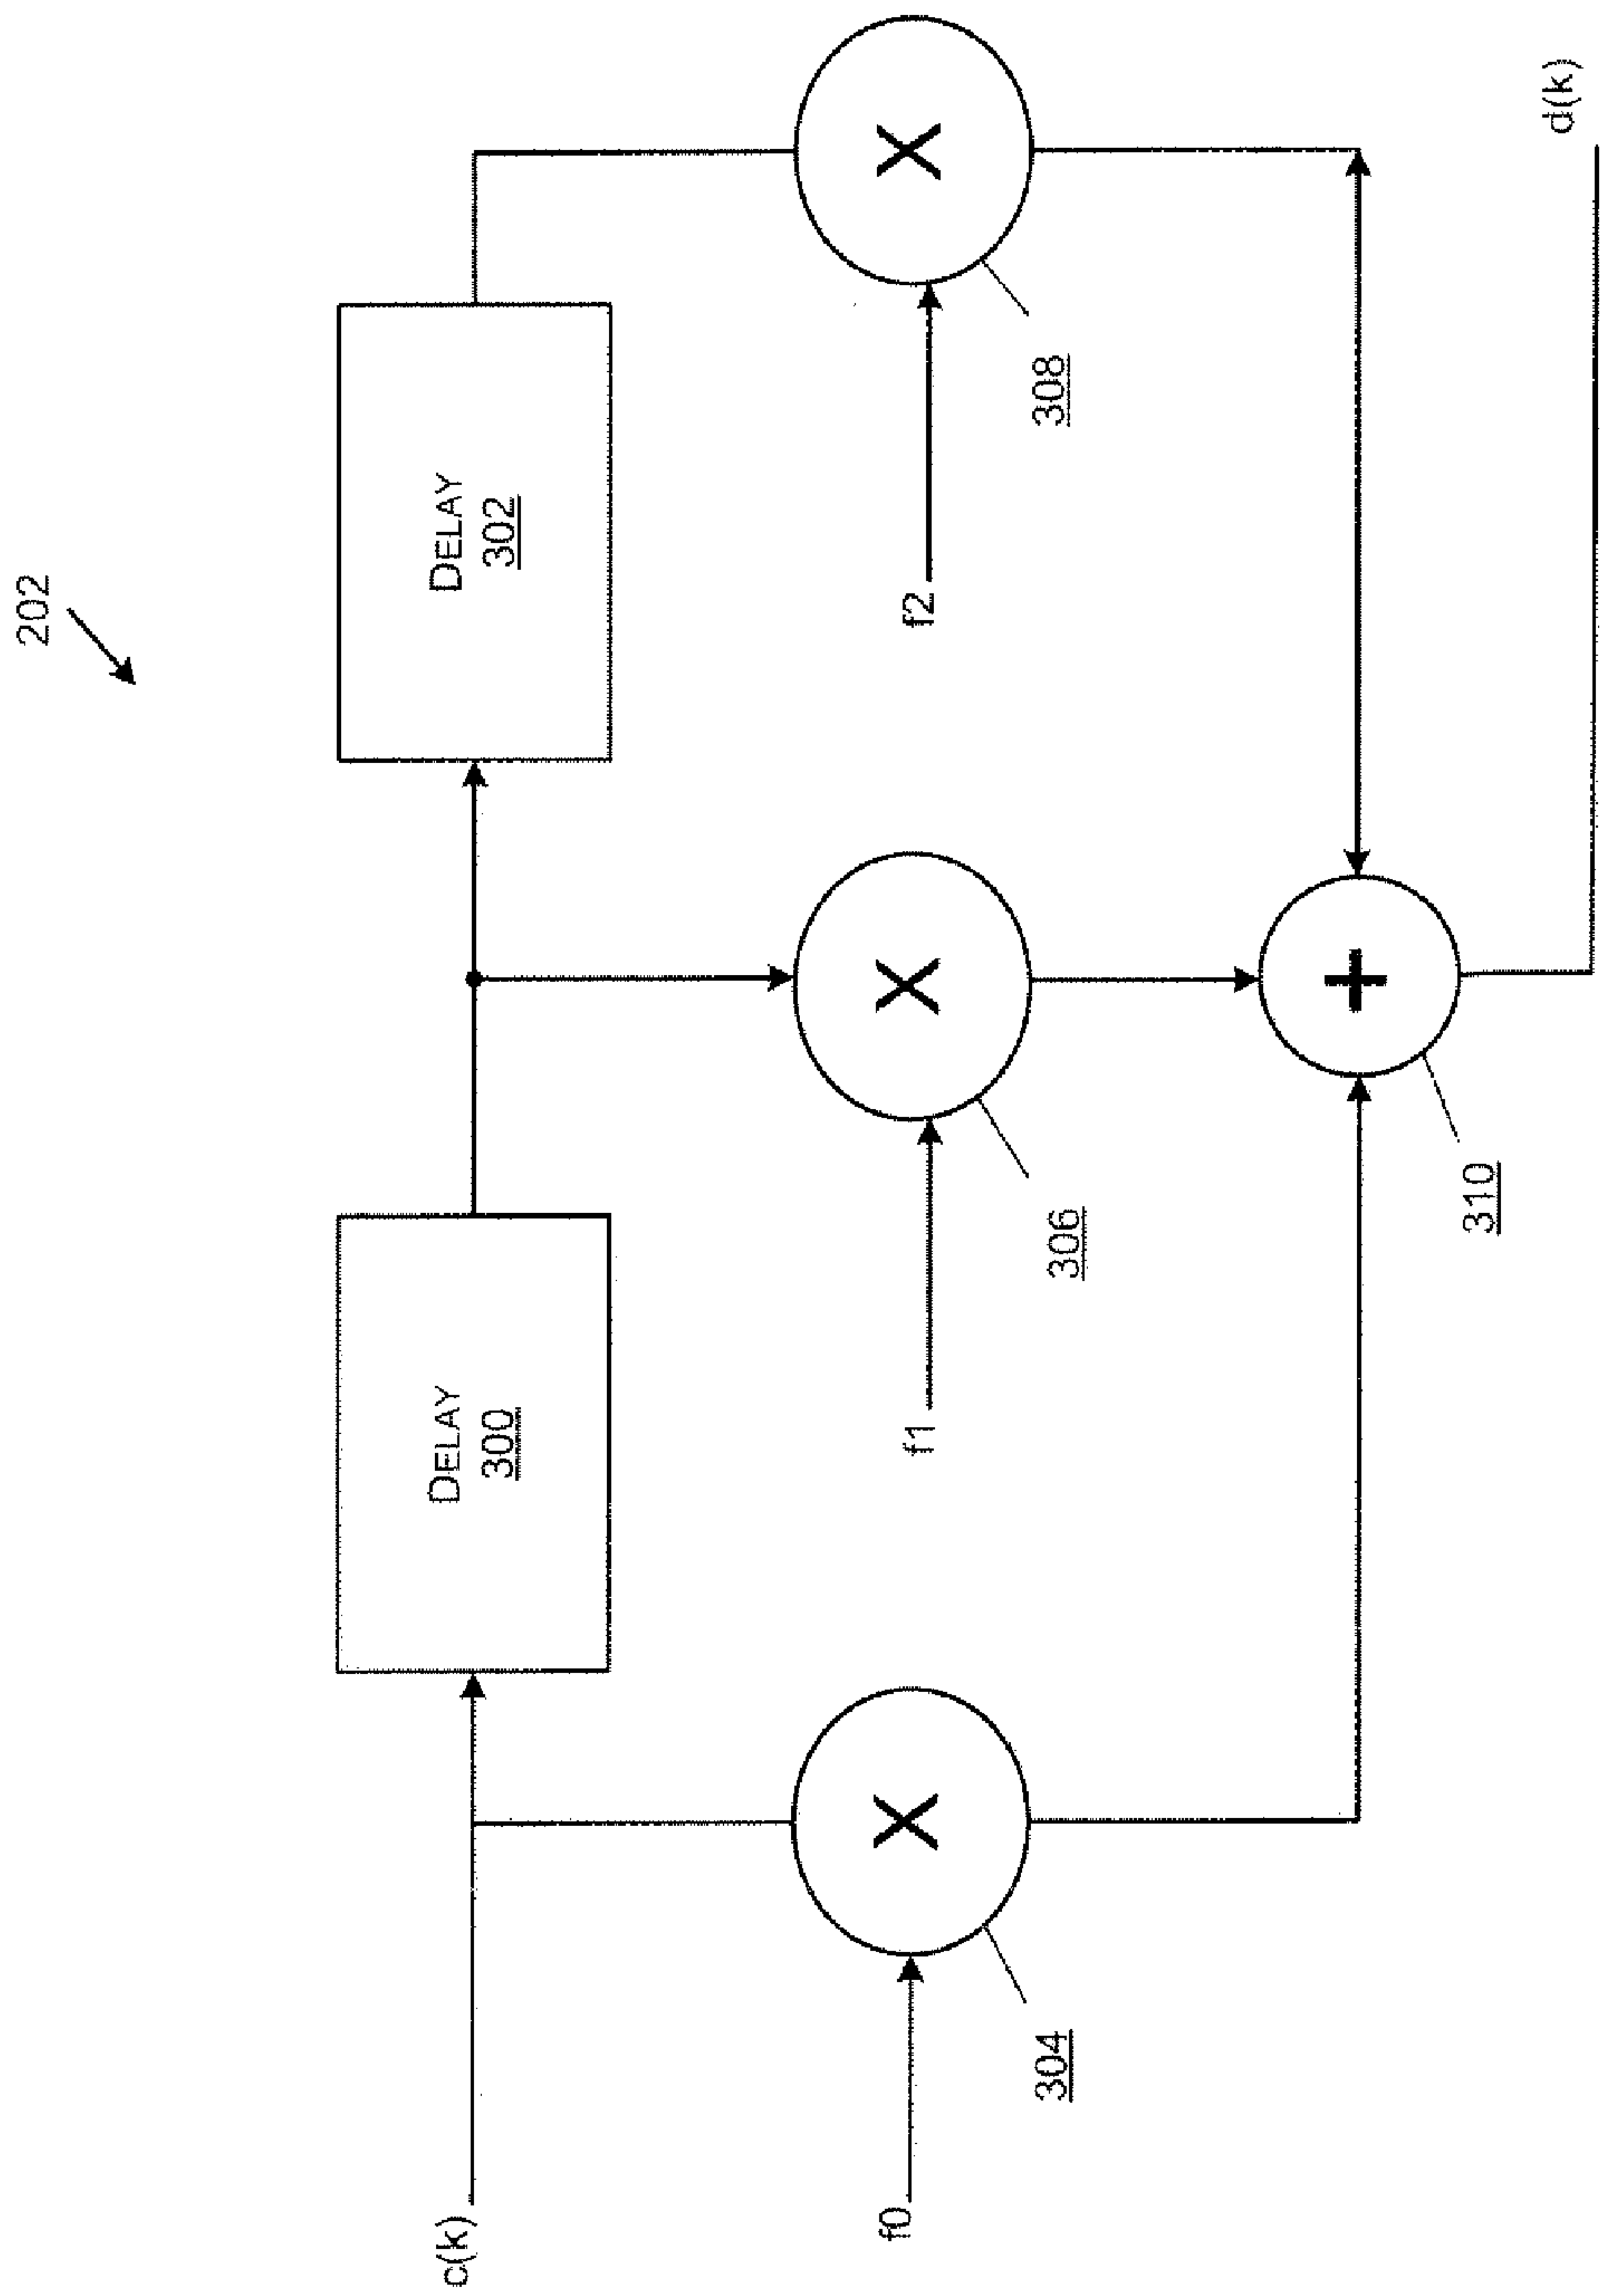 202
c(k)
DELAY
300
DELAY
302
f0
X
304
f1
X
306
f2
X
308
+
310
d(k)